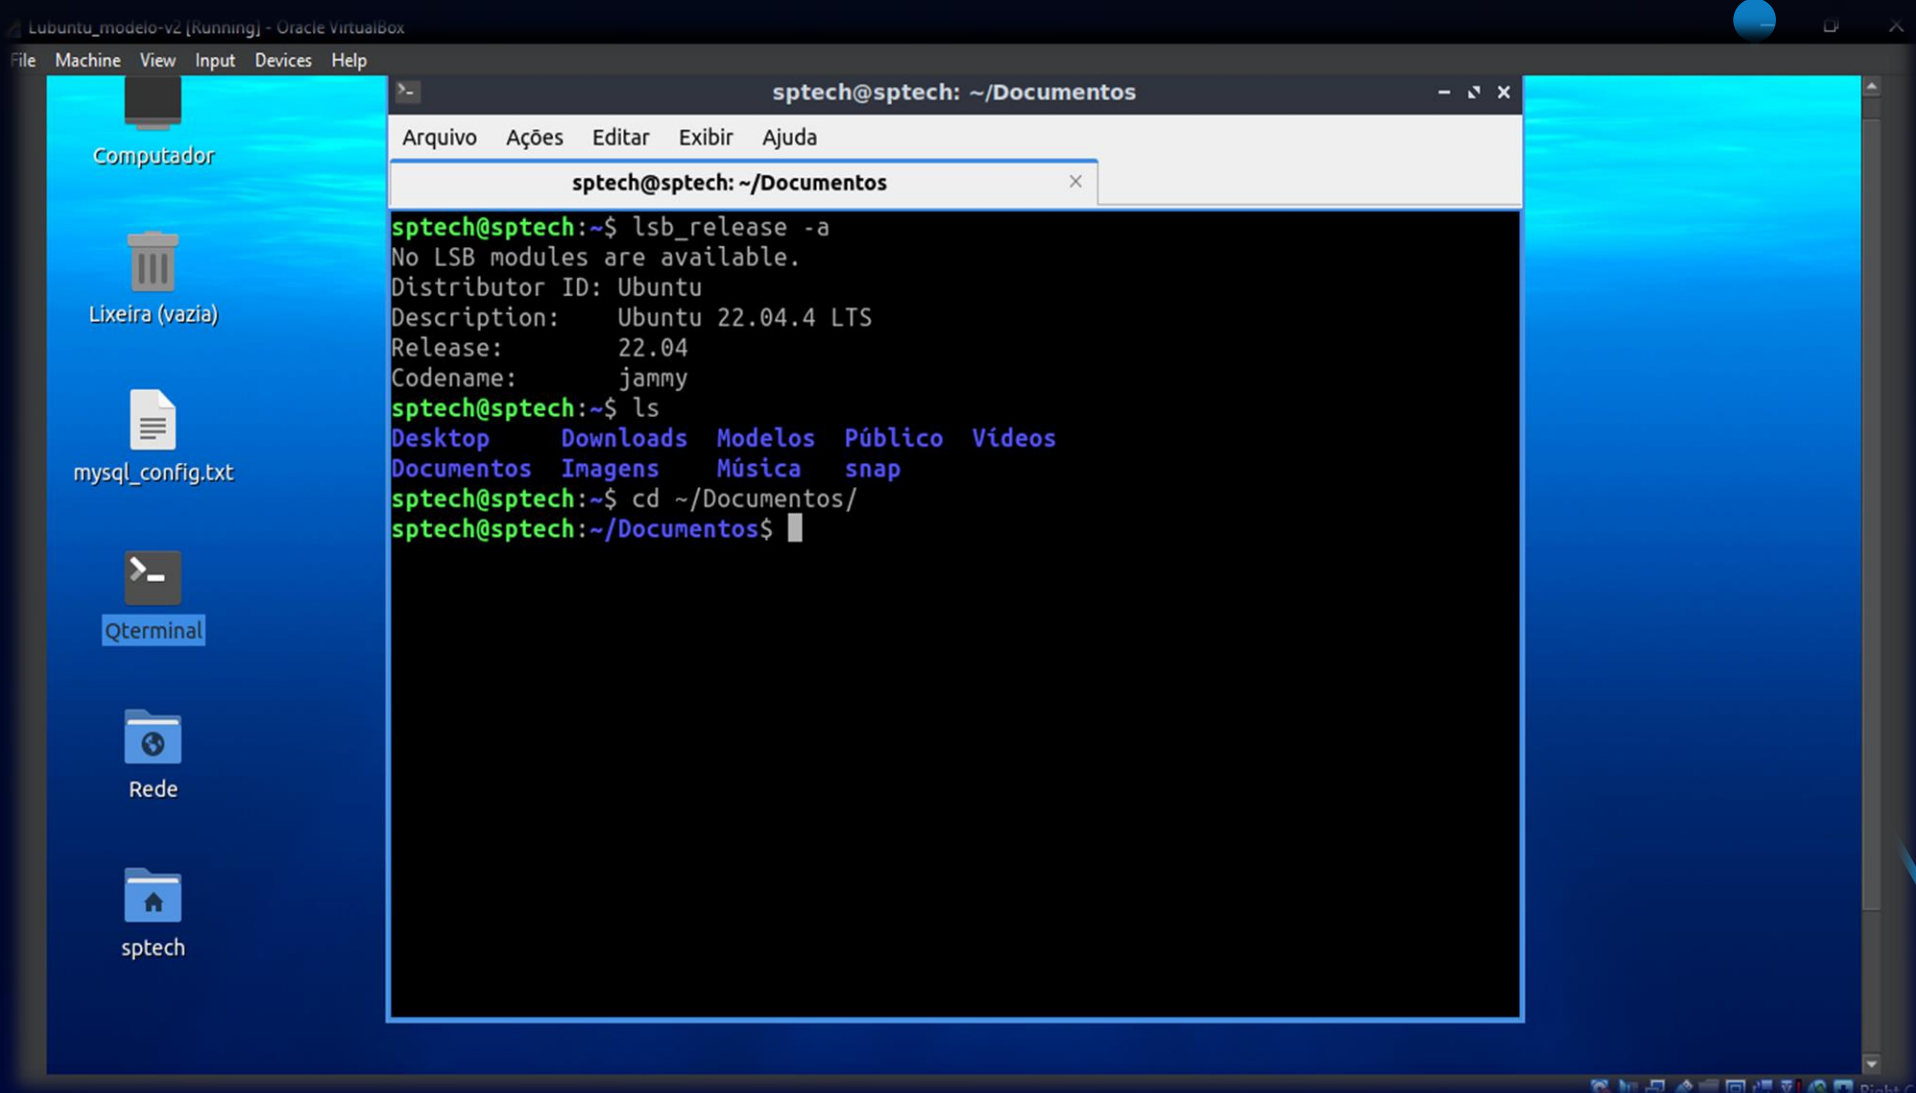 Lubuntu_modelo-v2 [Running] - Oracle VirtualBox
File Machine View Input Devices Help
sptech@sptech: ~/Documentos
Arquivo Ações Editar Exibir Ajuda
sptech@sptech: ~/Documentos
sptech@sptech:~$ lsb_release -a
No LSB modules are available.
Distributor ID: Ubuntu
Description:    Ubuntu 22.04.4 LTS
Release:        22.04
Codename:       jammy
sptech@sptech:~$ ls
Desktop     Downloads  Modelos  Público  Vídeos
Documentos  Imagens    Música   snap
sptech@sptech:~$ cd ~/Documentos/
sptech@sptech:~/Documentos$
Computador
Lixeira (vazia)
mysql_config.txt
Qterminal
Rede
sptech
Right